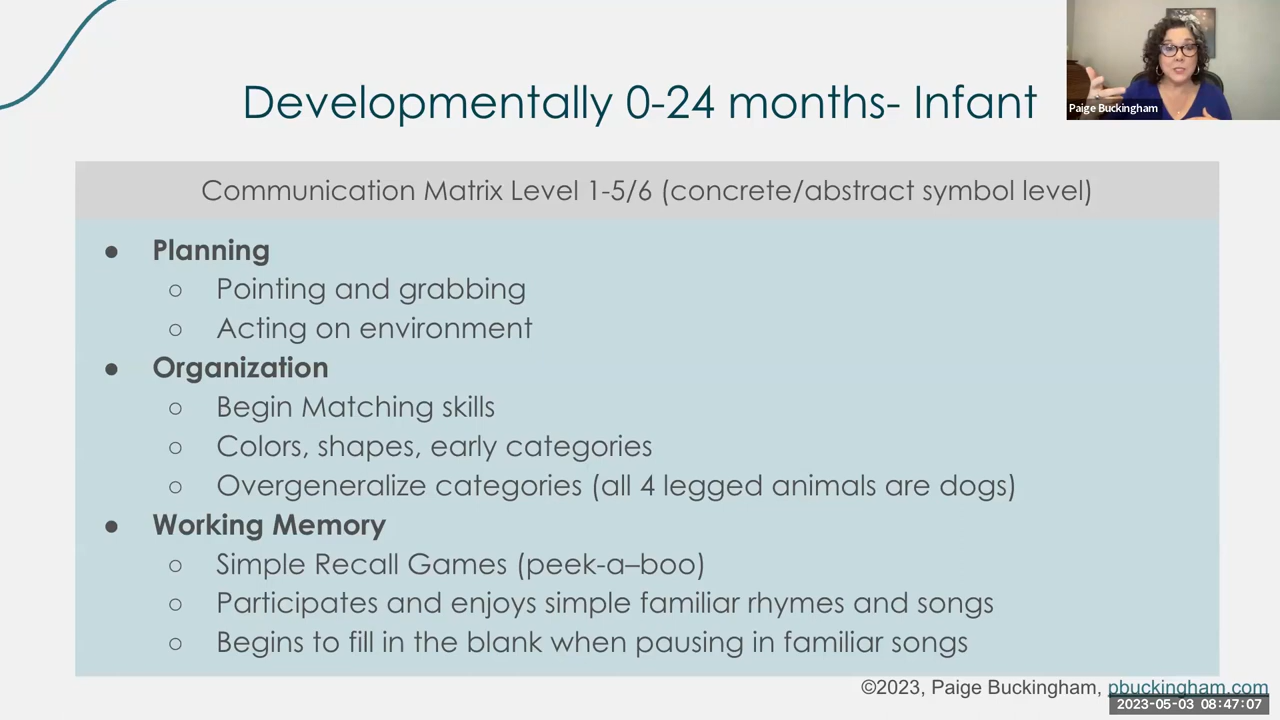 Developmentally 0-24 months- Infant
Paige Buckingham
Communication Matrix Level 1-5/6 (concrete/abstract symbol level)
● Planning
○ Pointing and grabbing
○ Acting on environment
● Organization
○ Begin Matching skills
○ Colors, shapes, early categories
○ Overgeneralize categories (all 4 legged animals are dogs)
● Working Memory
○ Simple Recall Games (peek-a–boo)
○ Participates and enjoys simple familiar rhymes and songs
○ Begins to fill in the blank when pausing in familiar songs
©2023, Paige Buckingham, pbuckingham.com
2023-05-03 08:47:07